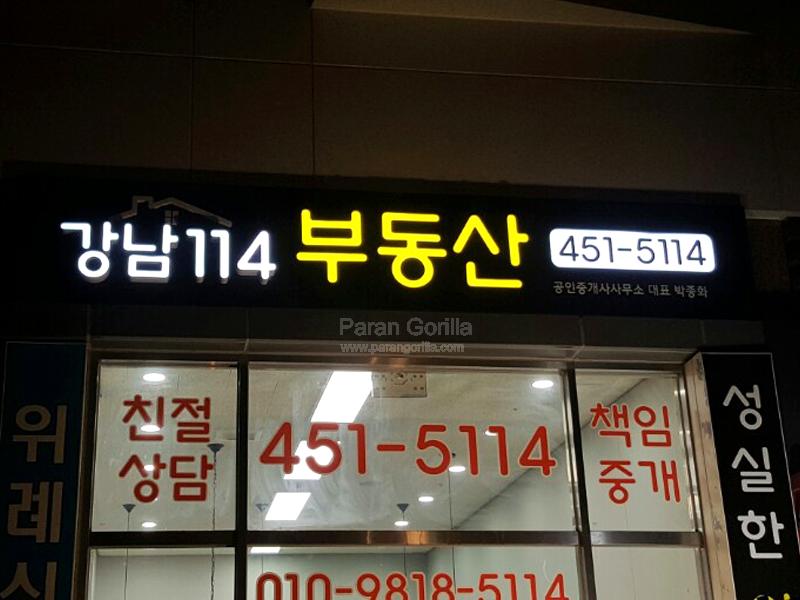 강남114 부동산 451-5114
공인중개사사무소 대표 박종화
Paran Gorilla
www.parangorilla.com
친절
상담
451-5114
책임
중개
010-9818-5114
위례
성실한